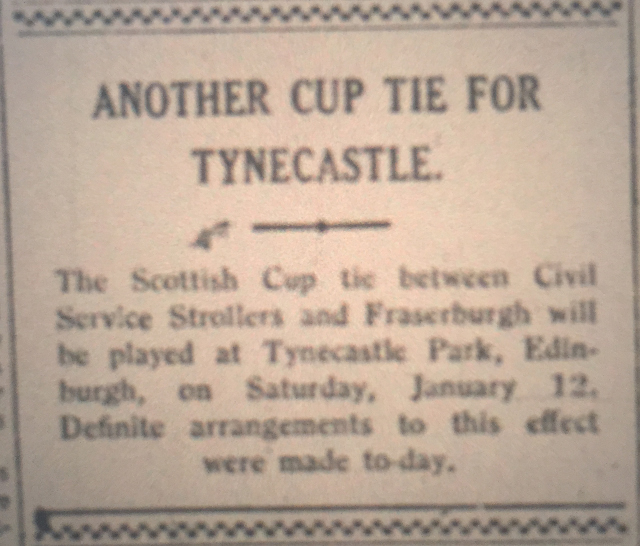 ANOTHER CUP TIE FOR
TYNECASTLE.
The Scottish Cup tie between Civil
Service Strollers and Fraserburgh will
be played at Tynecastle Park, Edin-
burgh, on Saturday, January 12.
Definite arrangements to this effect
were made to-day.